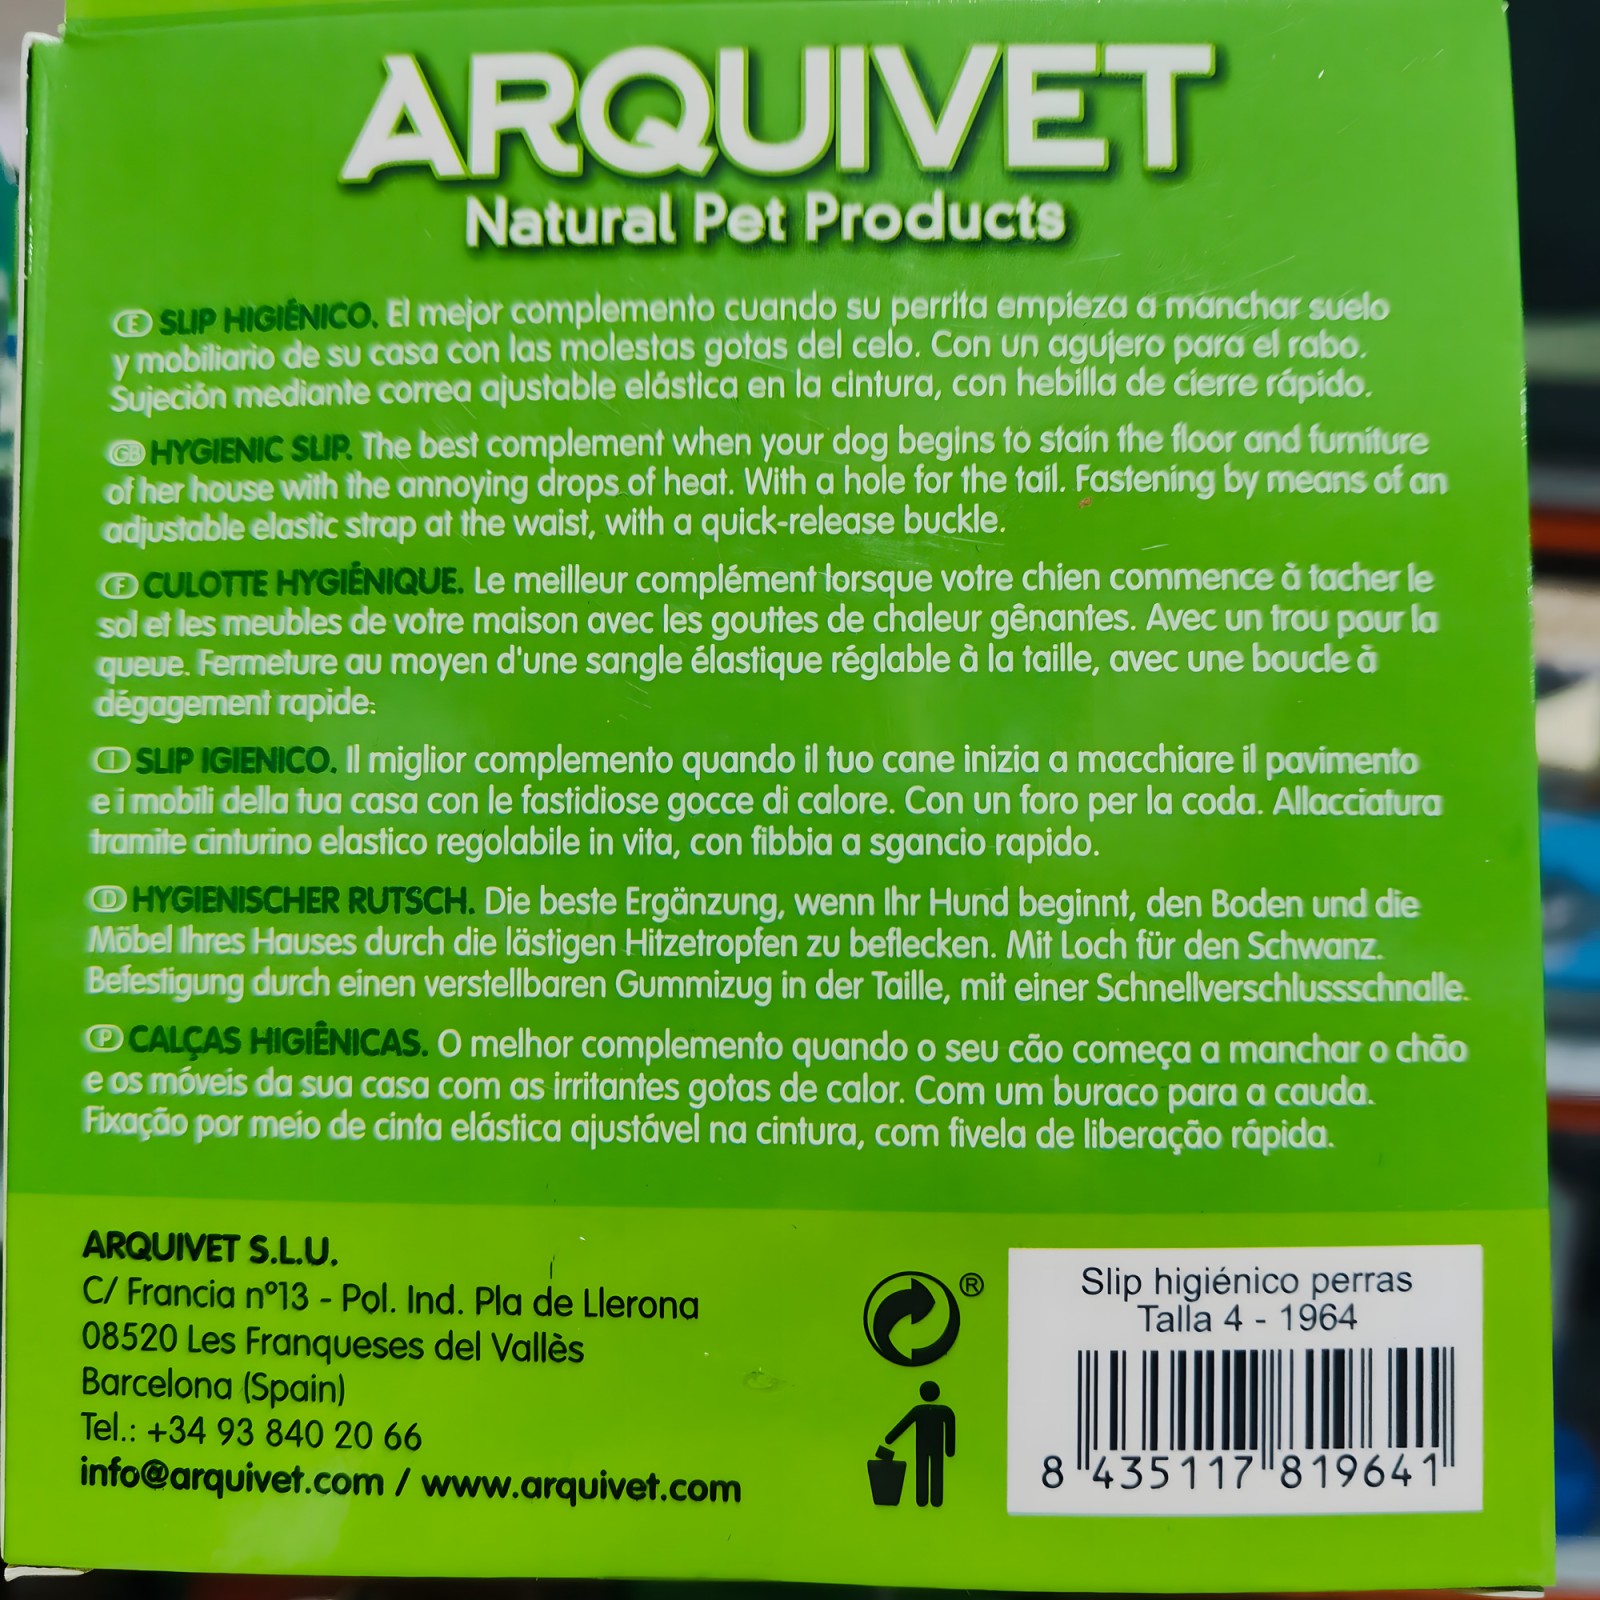 ARQUIVET
Natural Pet Products
E SLIP HIGIÉNICO. El mejor complemento cuando su perrita empieza a manchar suelo
y mobiliario de su casa con las molestas gotas del celo. Con un agujero para el rabo.
Sujeción mediante correa ajustable elástica en la cintura, con hebilla de cierre rápido.
GB HYGIENIC SLIP. The best complement when your dog begins to stain the floor and furniture
of her house with the annoying drops of heat. With a hole for the tail. Fastening by means of an
adjustable elastic strap at the waist, with a quick-release buckle.
F CULOTTE HYGIÉNIQUE. Le meilleur complément lorsque votre chien commence à tacher le
sol et les meubles de votre maison avec les gouttes de chaleur gênantes. Avec un trou pour la
queue. Fermeture au moyen d'une sangle élastique réglable à la taille, avec une boucle à
dégagement rapide.
I SLIP IGIENICO. Il miglior complemento quando il tuo cane inizia a macchiare il pavimento
e i mobili della tua casa con le fastidiose gocce di calore. Con un foro per la coda. Allacciatura
tramite cinturino elastico regolabile in vita, con fibbia a sgancio rapido.
D HYGIENISCHER RUTSCH. Die beste Ergänzung, wenn Ihr Hund beginnt, den Boden und die
Möbel Ihres Hauses durch die lästigen Hitzetropfen zu beflecken. Mit Loch für den Schwanz.
Befestigung durch einen verstellbaren Gummizug in der Taille, mit einer Schnellverschlussschnalle.
P CALÇAS HIGIÊNICAS. O melhor complemento quando o seu cão começa a manchar o chão
e os móveis da sua casa com as irritantes gotas de calor. Com um buraco para a cauda.
Fixação por meio de cinta elástica ajustável na cintura, com fivela de liberação rápida.
ARQUIVET S.L.U.
C/ Francia nº13 - Pol. Ind. Pla de Llerona
08520 Les Franqueses del Vallès
Barcelona (Spain)
Tel.: +34 93 840 20 66
info@arquivet.com / www.arquivet.com
®
Slip higiénico perras
Talla 4 - 1964
8 435117 819641